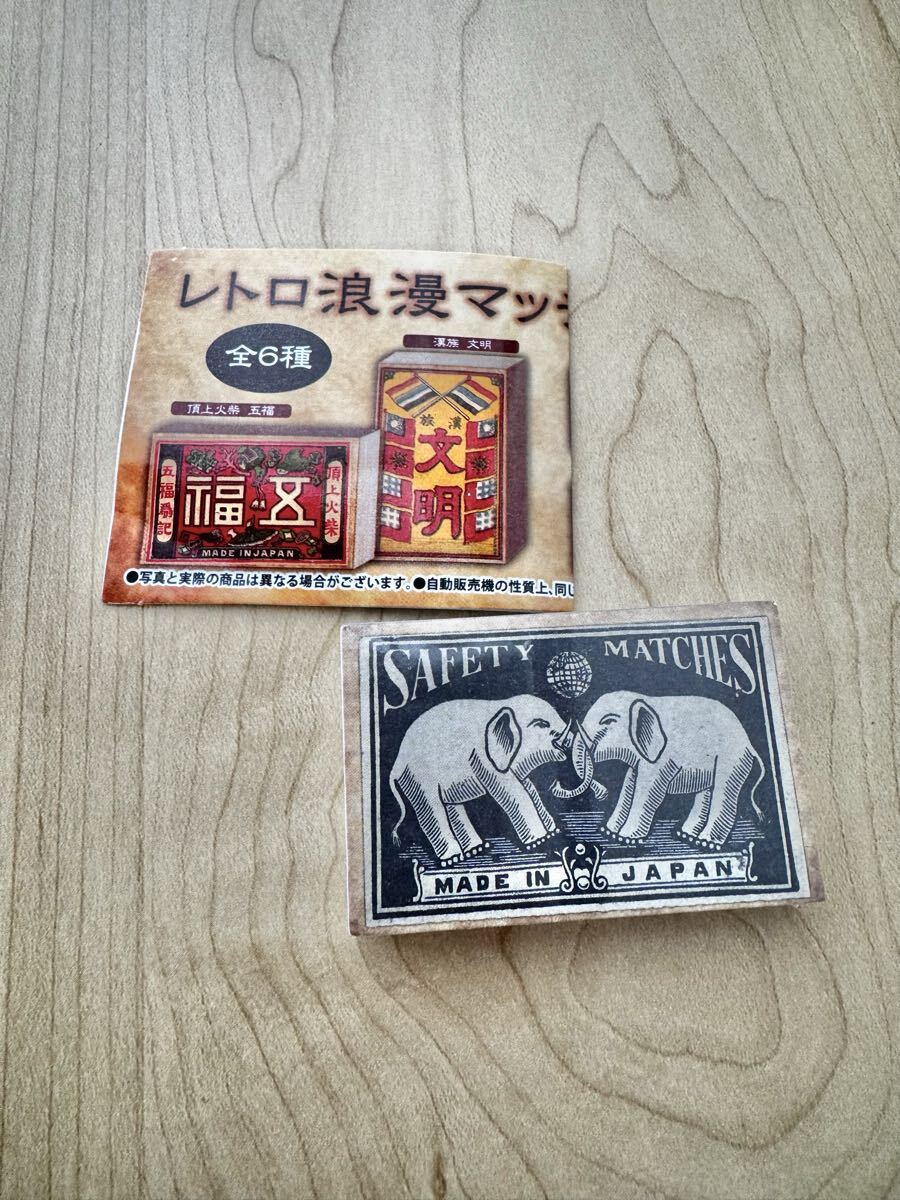 レトロ浪漫マッチ
全6種
漢族 文明
頂上火柴 五福
漢
族
文
明
五福為記
福五
頂上火柴
MADE IN JAPAN
●写真と実際の商品は異なる場合がございます。●自動販売機の性質上、同じ
SAFETY MATCHES
MADE IN JAPAN